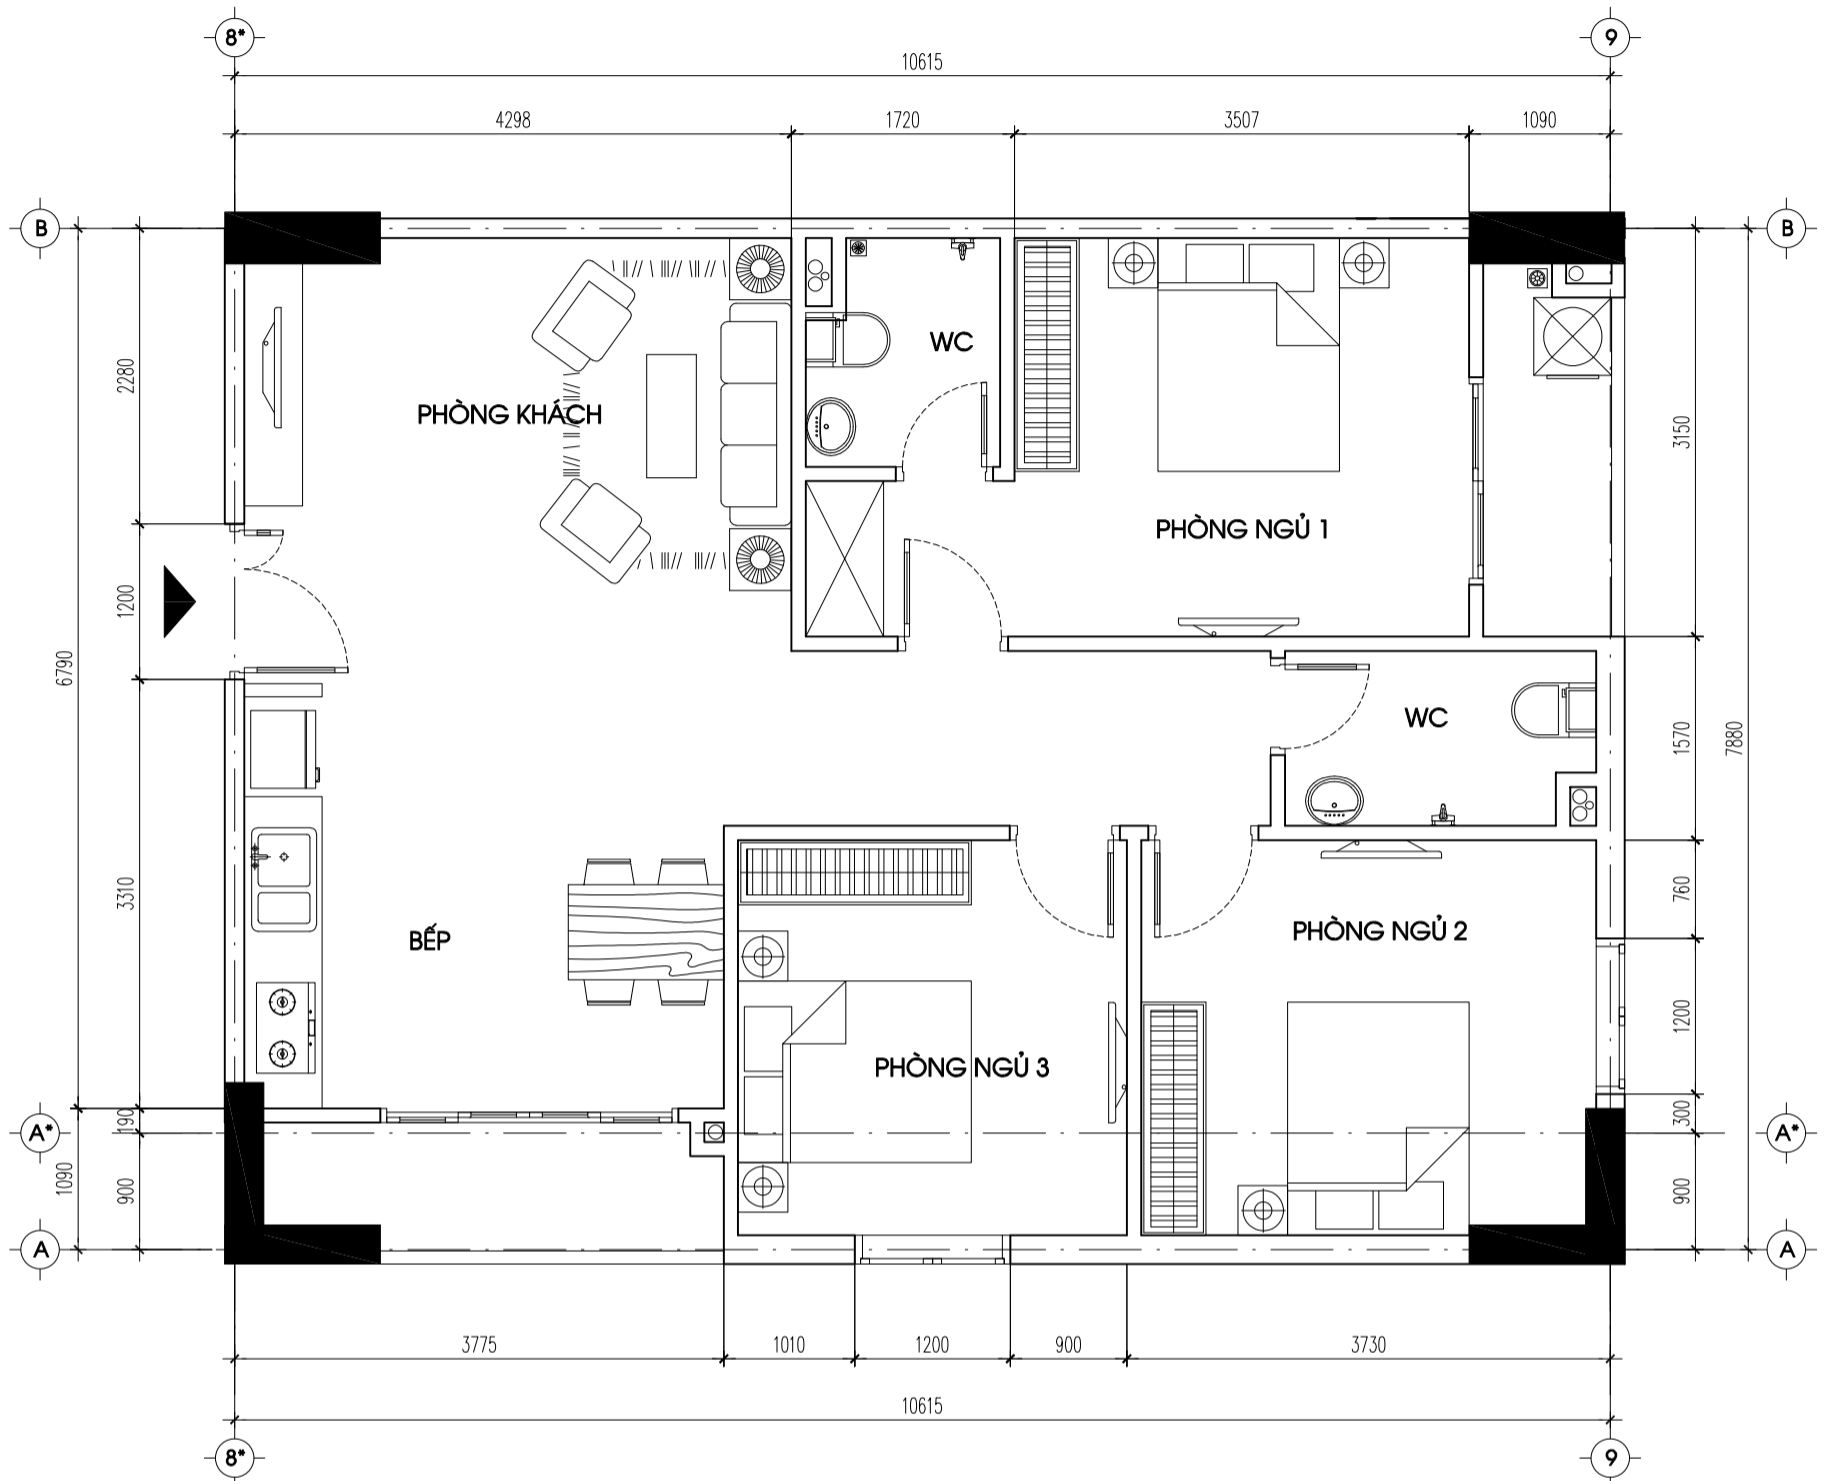 8*
9
10615
4298
1720
3507
1090
B
B
2280
1200
6790
3310
190
1090
900
A*
A
PHÒNG KHÁCH
WC
PHÒNG NGỦ 1
WC
BẾP
PHÒNG NGỦ 2
PHÒNG NGỦ 3
3150
1570
7880
760
1200
300
900
A*
A
3775
1010
1200
900
3730
10615
8*
9